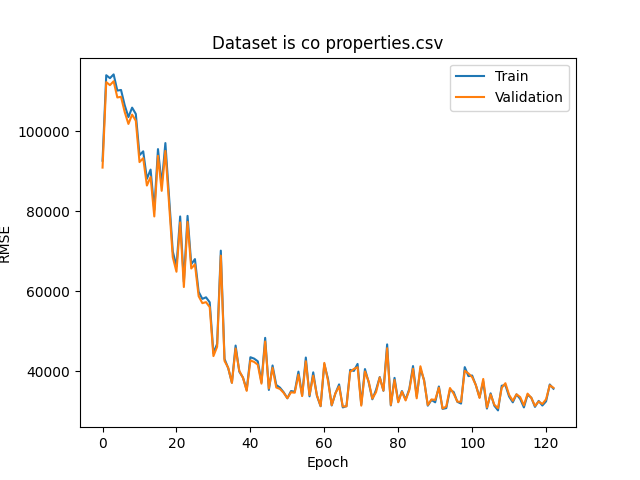 Dataset is co properties.csv
Train
Validation
RMSE
100000
80000
60000
40000
0 20 40 60 80 100 120
Epoch